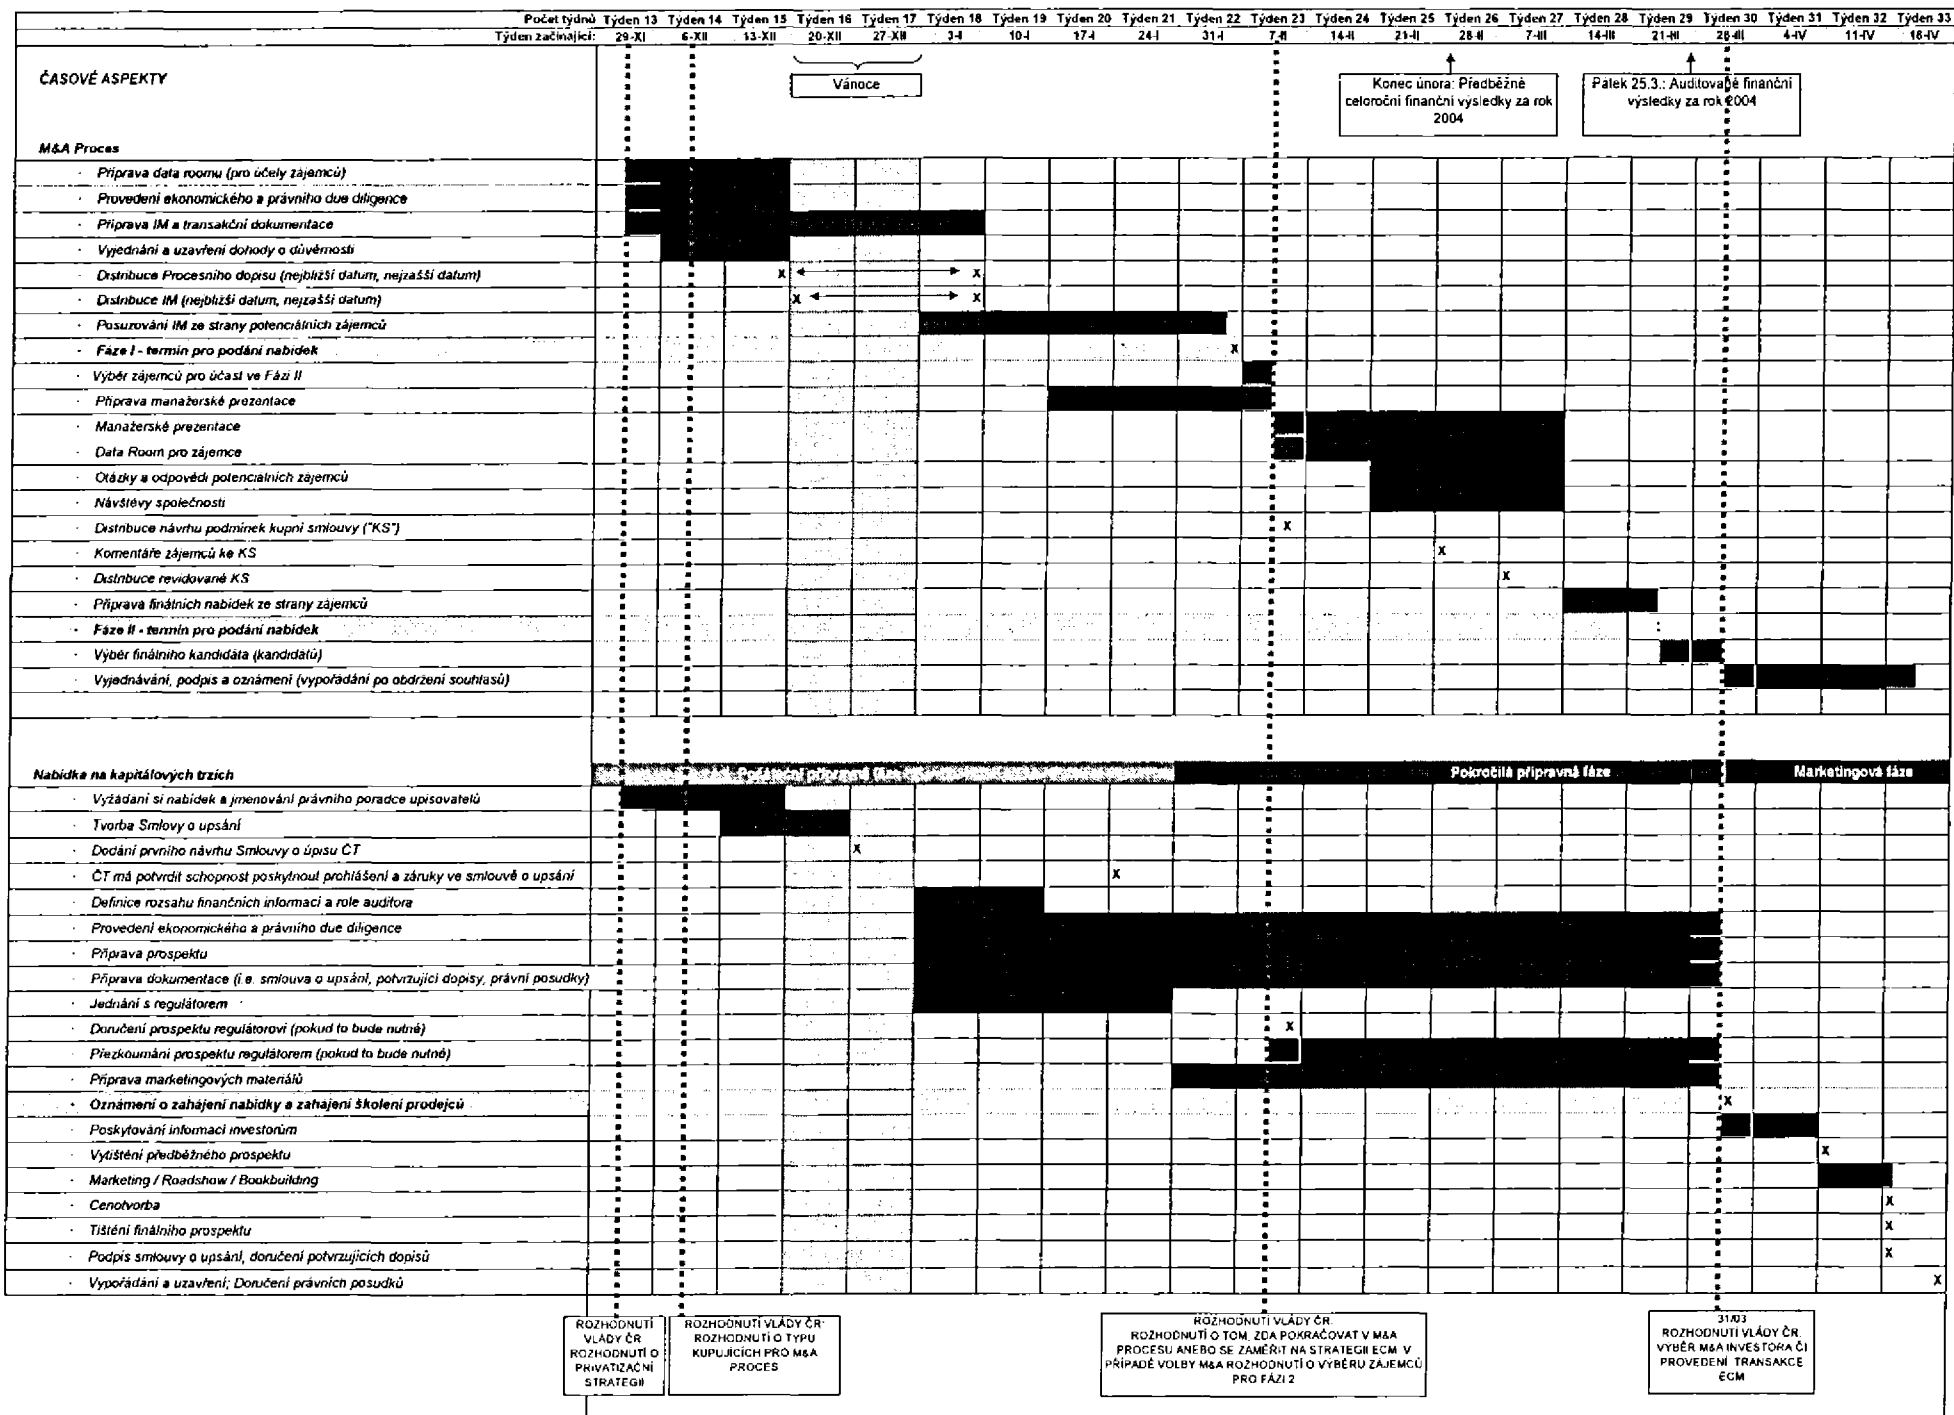 Počet týdnů Týden 13 Týden 14 Týden 15 Týden 16 Týden 17 Týden 18 Týden 19 Týden 20 Týden 21 Týden 22 Týden 23 Týden 24 Týden 25 Týden 26 Týden 27 Týden 28 Týden 29 Týden 30 Týden 31 Týden 32 Týden 33
Týden začínající: 29-XI 6-XII 13-XII 20-XII 27-XII 3-I 10-I 17-I 24-I 31-I 7-II 14-II 21-II 28-II 7-III 14-III 21-III 28-III 4-IV 11-IV 18-IV
ČASOVÉ ASPEKTY
Vánoce
Konec února: Předběžné
celoroční finanční výsledky za rok
2004
Pátek 25.3.: Auditované finanční
výsledky za rok 2004
M&A Proces
· Příprava data roomu (pro účely zájemců)
· Provedení ekonomického a právního due diligence
· Příprava IM a transakční dokumentace
· Vyjednání a uzavření dohody o důvěrnosti
· Distribuce Procesního dopisu (nejbližší datum, nejzašší datum) X X
· Distribuce IM (nejbližší datum, nejzašší datum) X X
· Posuzování IM ze strany potenciálních zájemců
· Fáze I - termín pro podání nabídek X
· Výběr zájemců pro účast ve Fázi II
· Příprava manažerské prezentace
· Manažerské prezentace
· Data Room pro zájemce
· Otázky a odpovědi potenciálních zájemců
· Návštěvy společnosti
· Distribuce návrhu podmínek kupní smlouvy ("KS") X
· Komentáře zájemců ke KS X
· Distribuce revidované KS X
· Příprava finálních nabídek ze strany zájemců
· Fáze II - termín pro podání nabídek
· Výběr finálního kandidáta (kandidátů)
· Vyjednávání, podpis a oznámení (vypořádání po obdržení souhlasů)
Nabídka na kapitálových trzích
Pokročilá přípravná fáze
Marketingová fáze
· Vyžádání si nabídek a jmenování právního poradce upisovatelů
· Tvorba Smlovy o upsání
· Dodání prvního návrhu Smlouvy o úpisu ČT X
· ČT má potvrdit schopnost poskytnout prohlášení a záruky ve smlouvě o upsání X
· Definice rozsahu finančních informací a role auditora
· Provedení ekonomického a právního due diligence
· Příprava prospektu
· Příprava dokumentace (i.e. smlouva o upsání, potvrzující dopisy, právní posudky)
· Jednání s regulátorem
· Doručení prospektu regulátorovi (pokud to bude nutné) X
· Přezkoumání prospektu regulátorem (pokud to bude nutné)
· Příprava marketingových materiálů
· Oznámení o zahájení nabídky a zahájení školení prodejců X
· Poskytování informací investorům
· Vytištění předběžného prospektu X
· Marketing / Roadshow / Bookbuilding
· Cenotvorba X
· Tištění finálního prospektu X
· Podpis smlouvy o upsání, doručení potvrzujících dopisů X
· Vypořádání a uzavření; Doručení právních posudků X
ROZHODNUTÍ
VLÁDY ČR
ROZHODNUTÍ O
PRIVATIZAČNÍ
STRATEGII
ROZHODNUTÍ VLÁDY ČR:
ROZHODNUTÍ O TYPU
KUPUJÍCÍCH PRO M&A
PROCES
ROZHODNUTÍ VLÁDY ČR.
ROZHODNUTÍ O TOM, ZDA POKRAČOVAT V M&A
PROCESU ANEBO SE ZAMĚŘIT NA STRATEGII ECM. V
PŘÍPADĚ VOLBY M&A ROZHODNUTÍ O VÝBĚRU ZÁJEMCŮ
PRO FÁZI 2
31/03
ROZHODNUTÍ VLÁDY ČR.
VÝBĚR M&A INVESTORA ČI
PROVEDENÍ TRANSAKCE
ECM